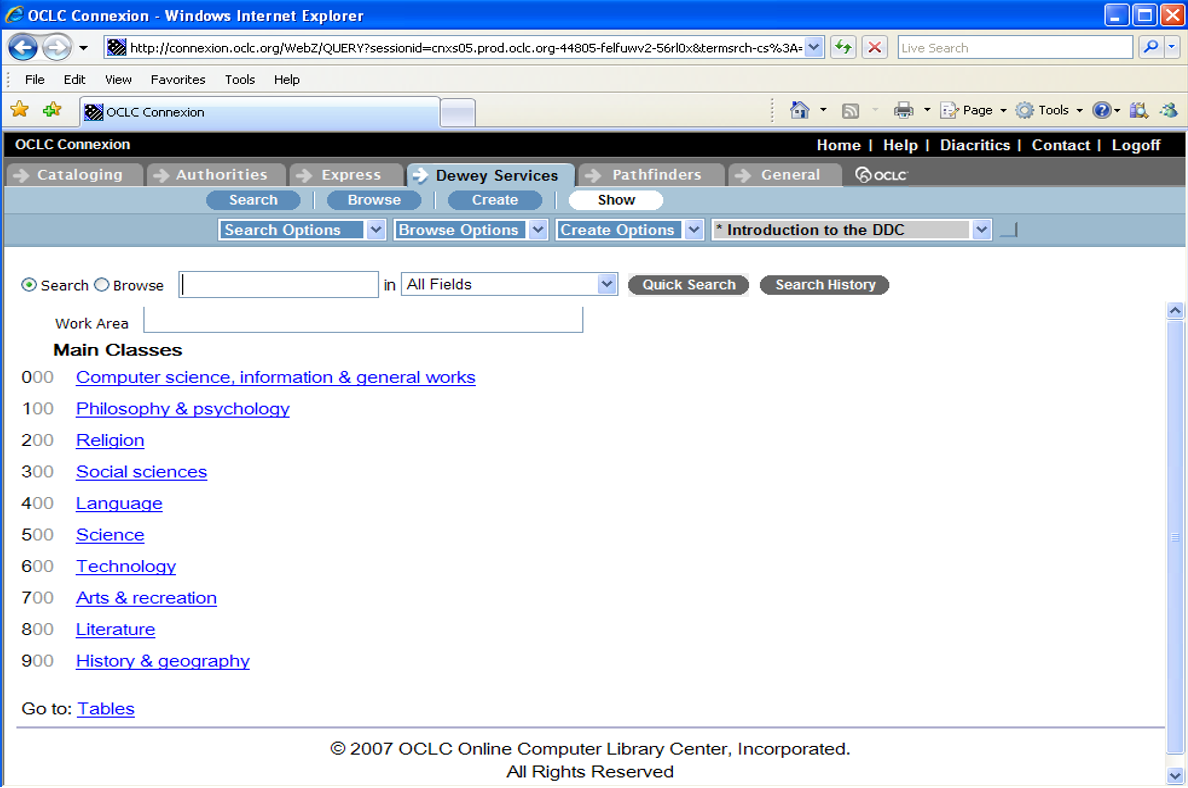 OCLC Connexion - Windows Internet Explorer
http://connexion.oclc.org/WebZ/QUERY?sessionid=cnxs05.prod.oclc.org-44805-felfuwv2-56rl0x&termsrch-cs%3A=
Live Search
File Edit View Favorites Tools Help
OCLC Connexion
Page Tools
OCLC Connexion
Home | Help | Diacritics | Contact | Logoff
Cataloging Authorities Express Dewey Services Pathfinders General OCLC
Search | Browse | Create | Show
Search Options Browse Options Create Options * Introduction to the DDC
Search Browse in All Fields Quick Search Search History
Work Area
Main Classes
000 Computer science, information & general works
100 Philosophy & psychology
200 Religion
300 Social sciences
400 Language
500 Science
600 Technology
700 Arts & recreation
800 Literature
900 History & geography
Go to: Tables
© 2007 OCLC Online Computer Library Center, Incorporated.
All Rights Reserved